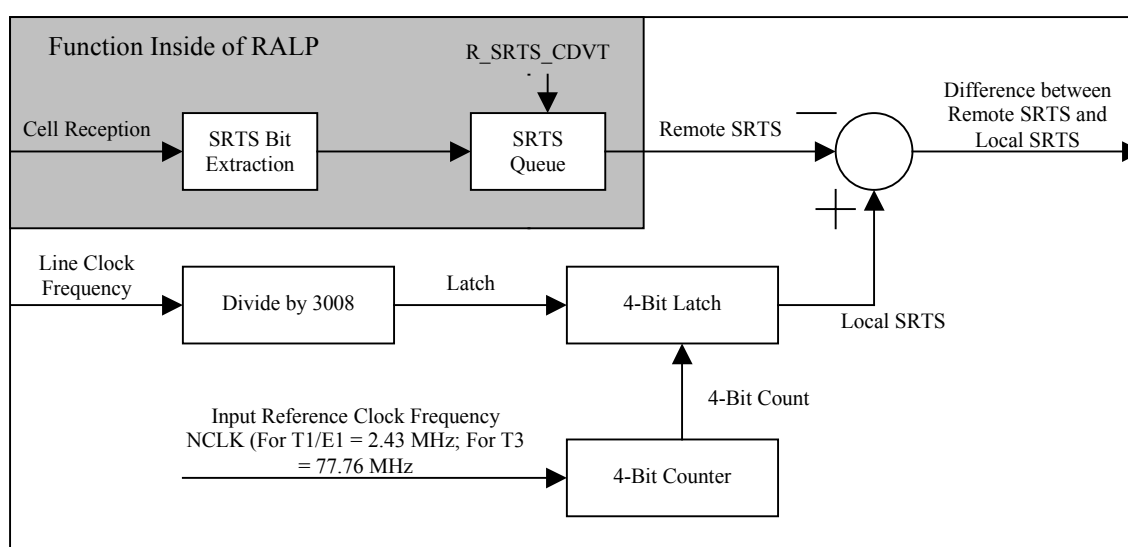 Function Inside of RALP
R_SRTS_CDVT
Cell Reception
SRTS Bit
Extraction
SRTS
Queue
Remote SRTS
Difference between
Remote SRTS and
Local SRTS
Line Clock
Frequency
Divide by 3008
Latch
4-Bit Latch
Local SRTS
4-Bit Count
Input Reference Clock Frequency
NCLK (For T1/E1 = 2.43 MHz; For T3
= 77.76 MHz
4-Bit Counter